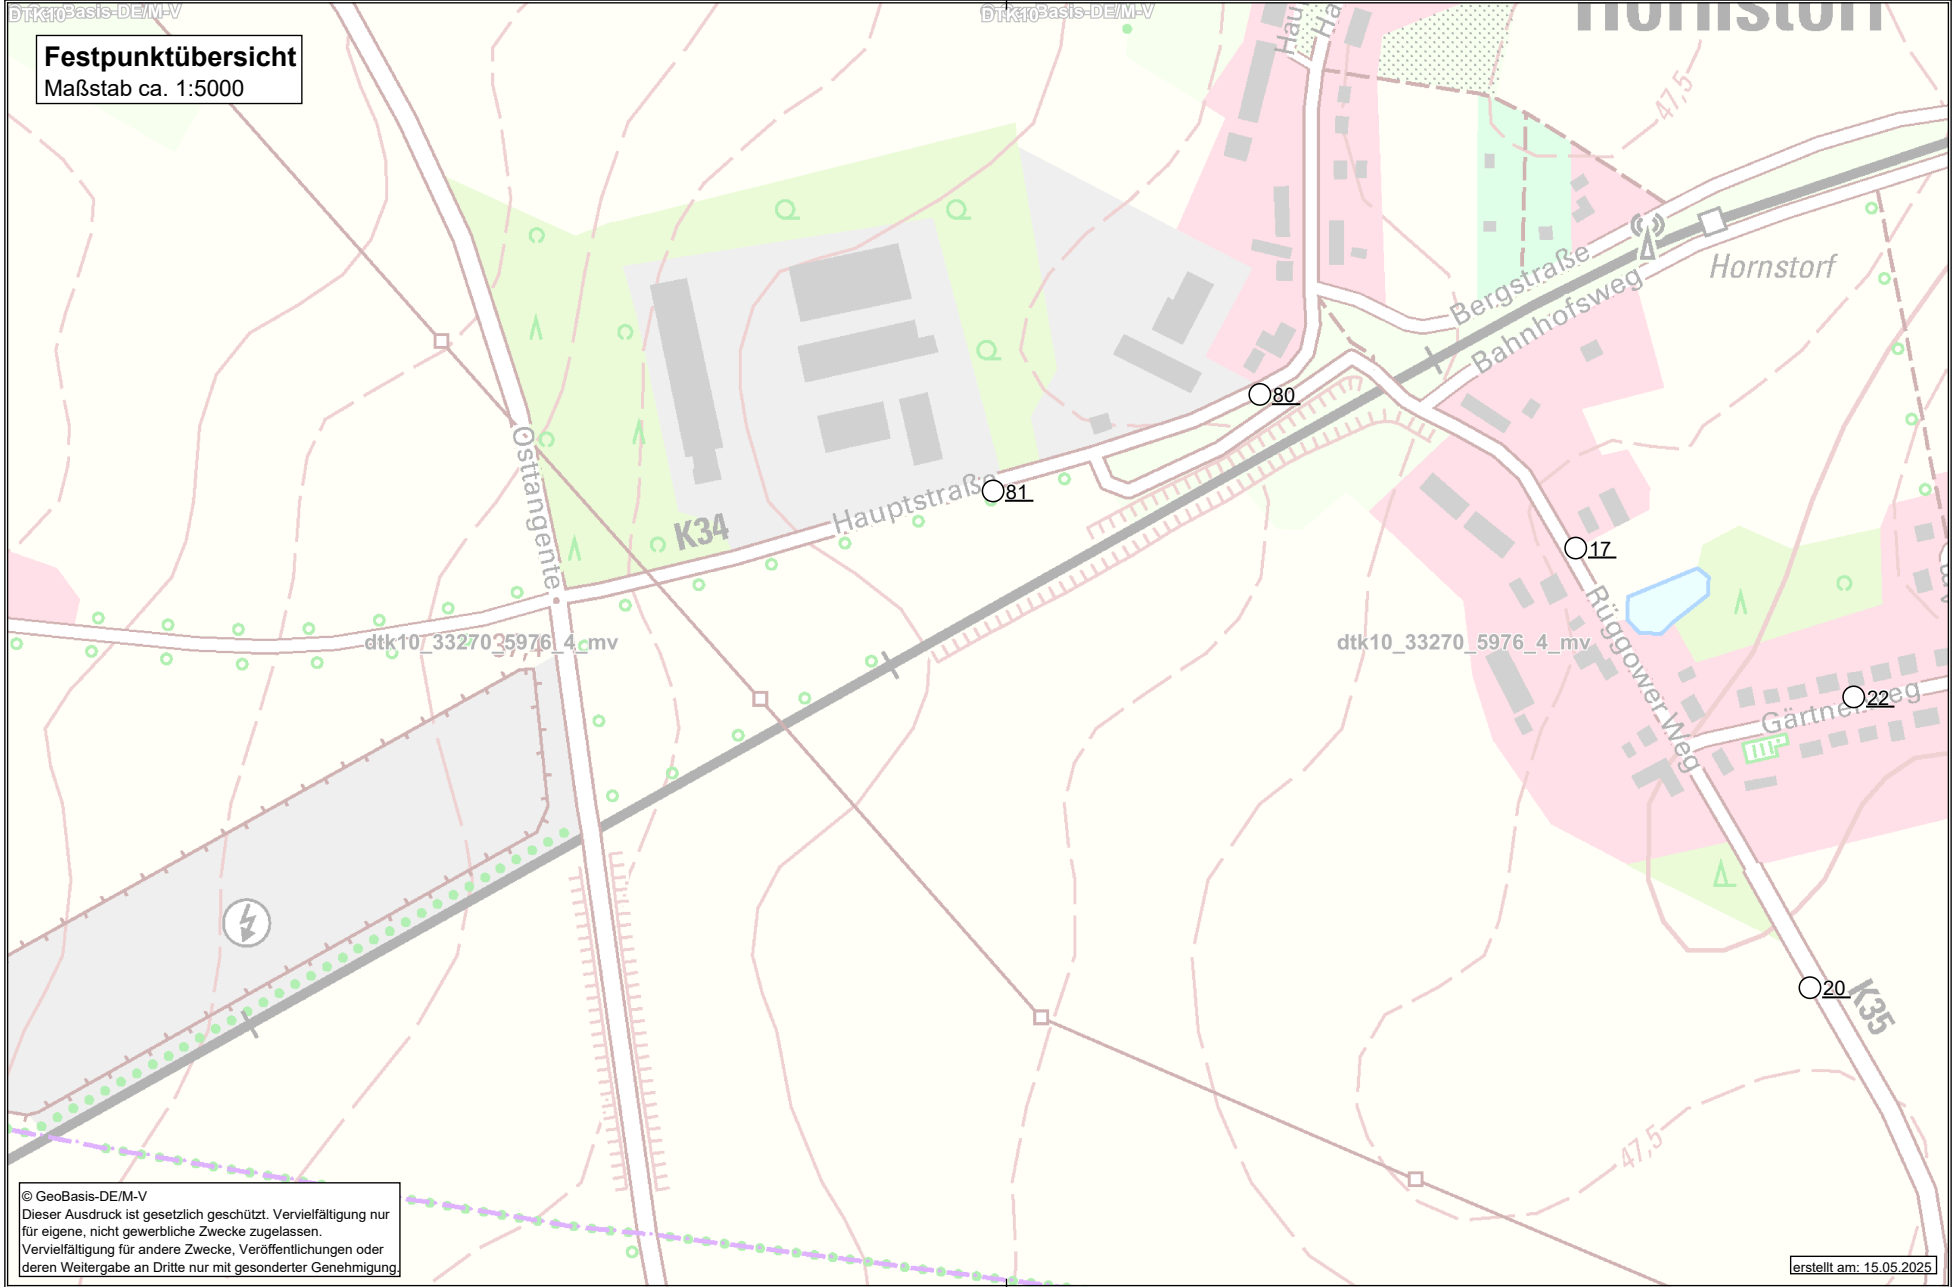 © GeoBasis-DE/M-V
DTK10
© GeoBasis-DE/M-V
DTK10
Hornstorf
Festpunktübersicht
Maßstab ca. 1:5000
47,5
Bergstraße
Bahnhofsweg
Hornstorf
80
Osttangente
81
Hauptstraße
K34
17
Rüggower Weg
dtk10_33270_5976_4_mv
dtk10_33270_5976_4_mv
22
Gärtnerweg
20
K35
47,5
© GeoBasis-DE/M-V
Dieser Ausdruck ist gesetzlich geschützt. Vervielfältigung nur
für eigene, nicht gewerbliche Zwecke zugelassen.
Vervielfältigung für andere Zwecke, Veröffentlichungen oder
deren Weitergabe an Dritte nur mit gesonderter Genehmigung.
erstellt am: 15.05.2025